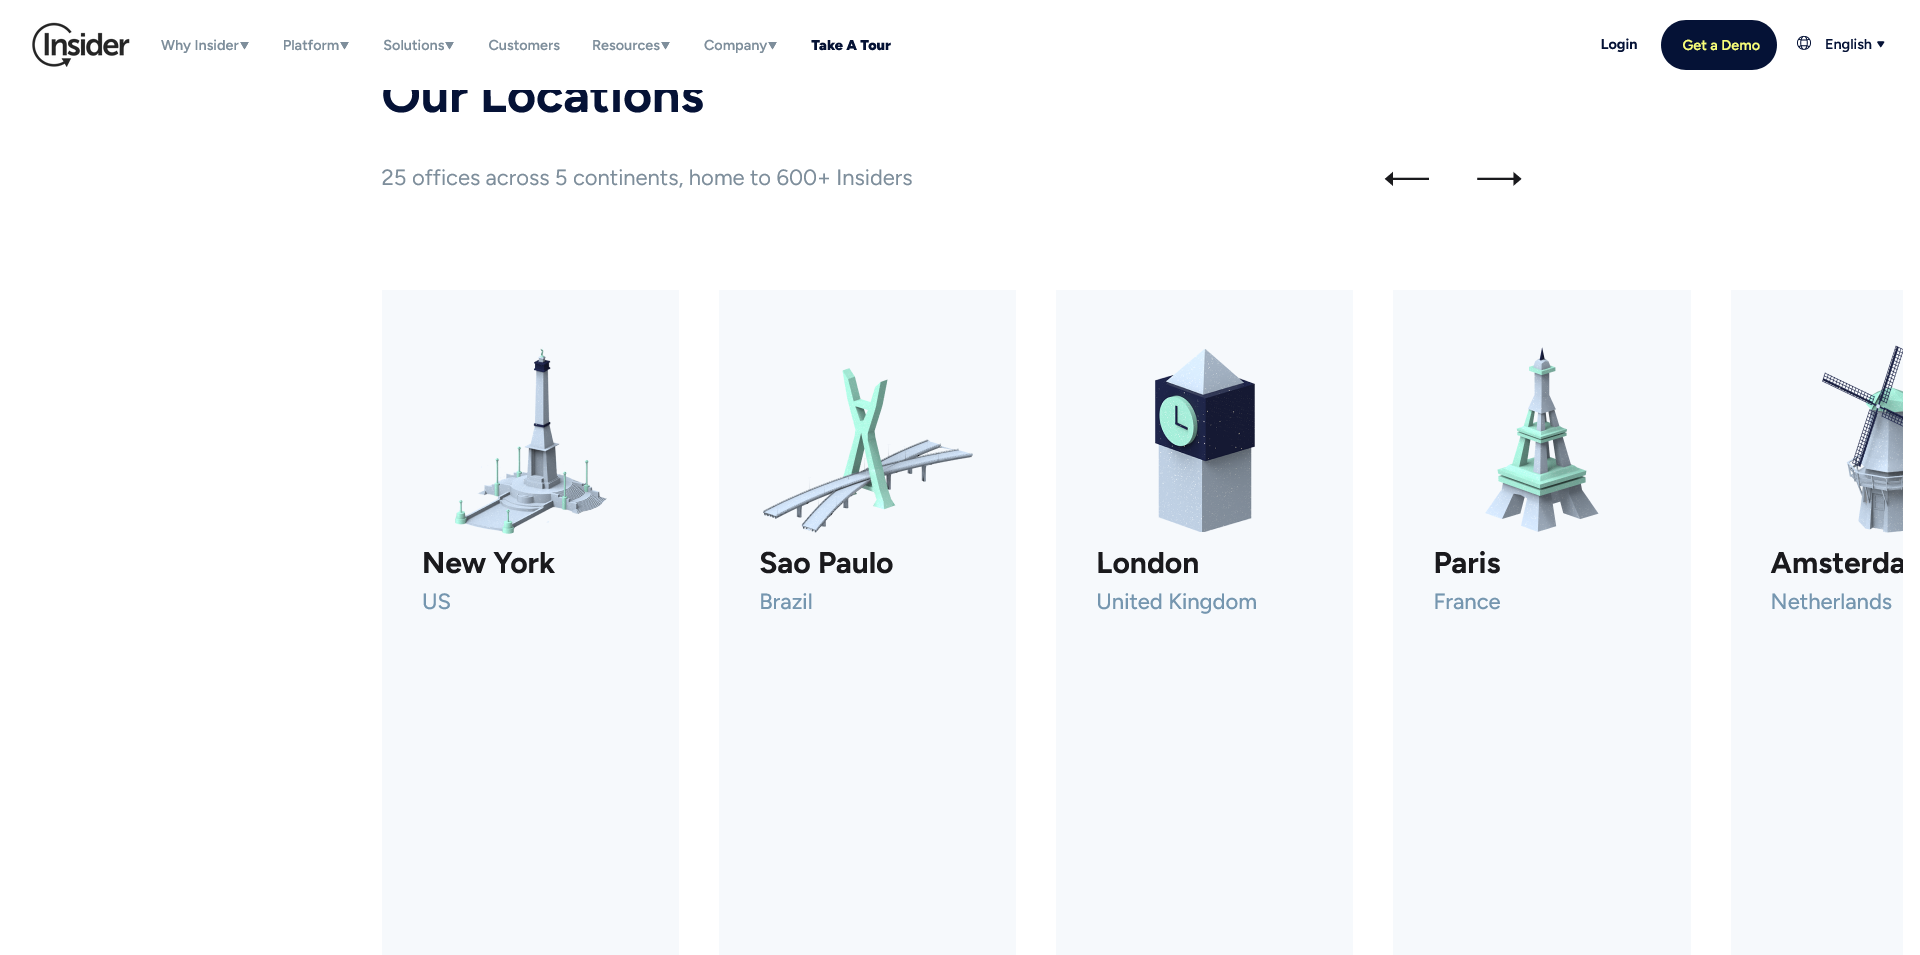 Insider
Why Insider
Platform
Solutions
Customers
Resources
Company
Take A Tour
Login
Get a Demo
English
Our Locations
25 offices across 5 continents, home to 600+ Insiders
New York
US
Sao Paulo
Brazil
London
United Kingdom
Paris
France
Amsterda
Netherlands